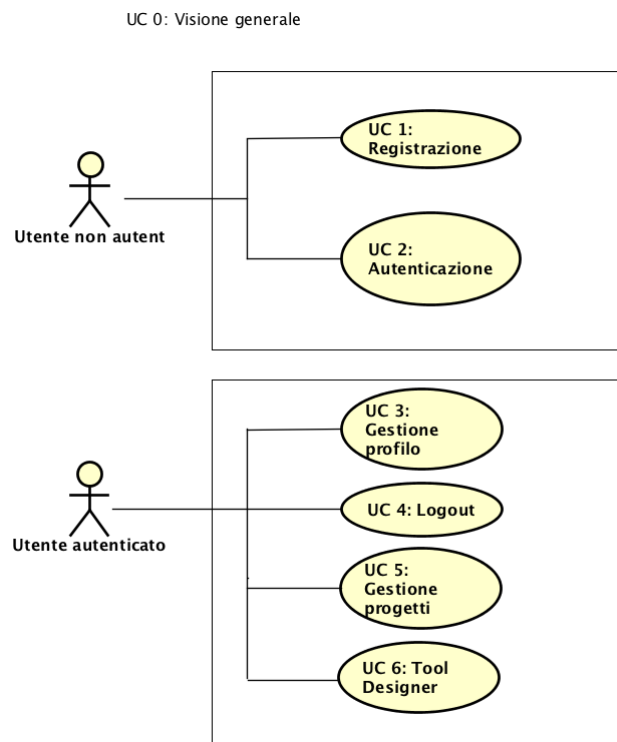 UC 0: Visione generale
UC 1:
Registrazione
Utente non autent
UC 2:
Autenticazione
UC 3:
Gestione
profilo
UC 4: Logout
Utente autenticato
UC 5:
Gestione
progetti
UC 6: Tool
Designer